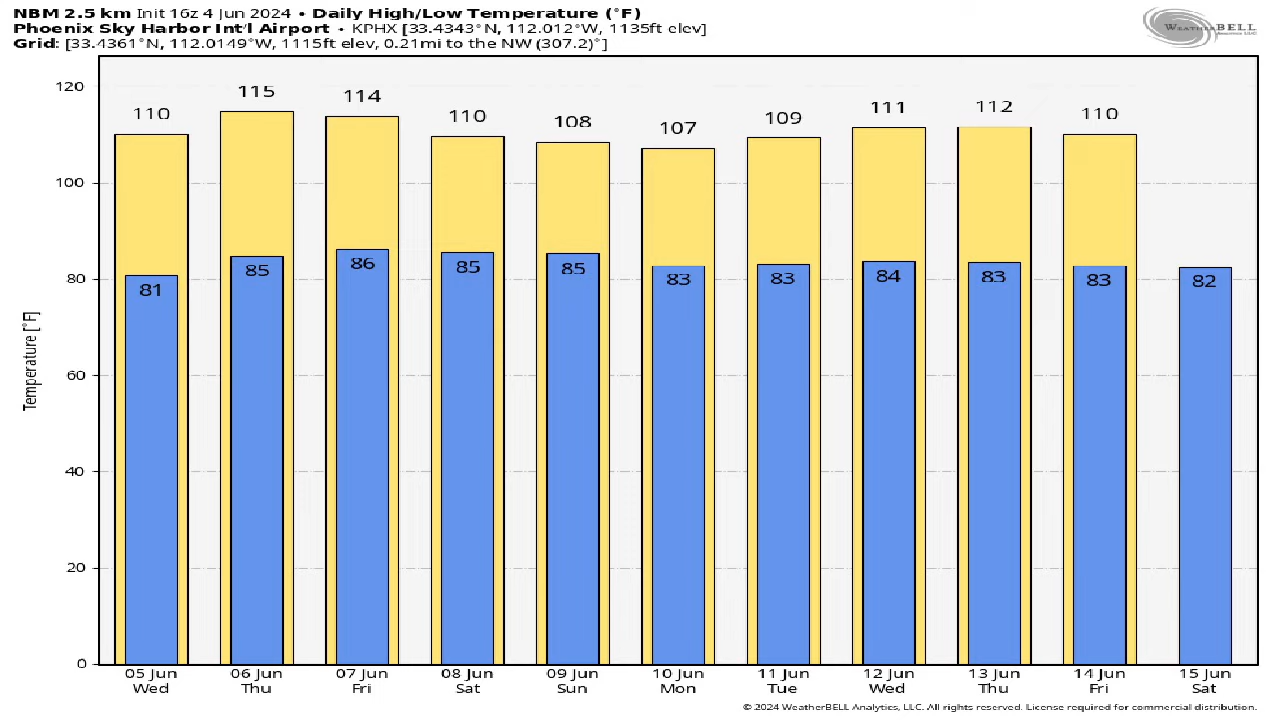 NBM 2.5 km Init 16z 4 Jun 2024 • Daily High/Low Temperature (°F)
Phoenix Sky Harbor Int'l Airport • KPHX [33.4343°N, 112.012°W, 1135ft elev]
Grid: [33.4361°N, 112.0149°W, 1115ft elev, 0.21mi to the NW (307.2)°]
WEATHERBELL
120
100
80
60
40
20
0
Temperature [°F]
110 115 114 110 108 107 109 111 112 110
81 85 86 85 85 83 83 84 83 83 82
05 Jun 06 Jun 07 Jun 08 Jun 09 Jun 10 Jun 11 Jun 12 Jun 13 Jun 14 Jun 15 Jun
Wed Thu Fri Sat Sun Mon Tue Wed Thu Fri Sat
© 2024 WeatherBELL Analytics, LLC. All rights reserved. License required for commercial distribution.